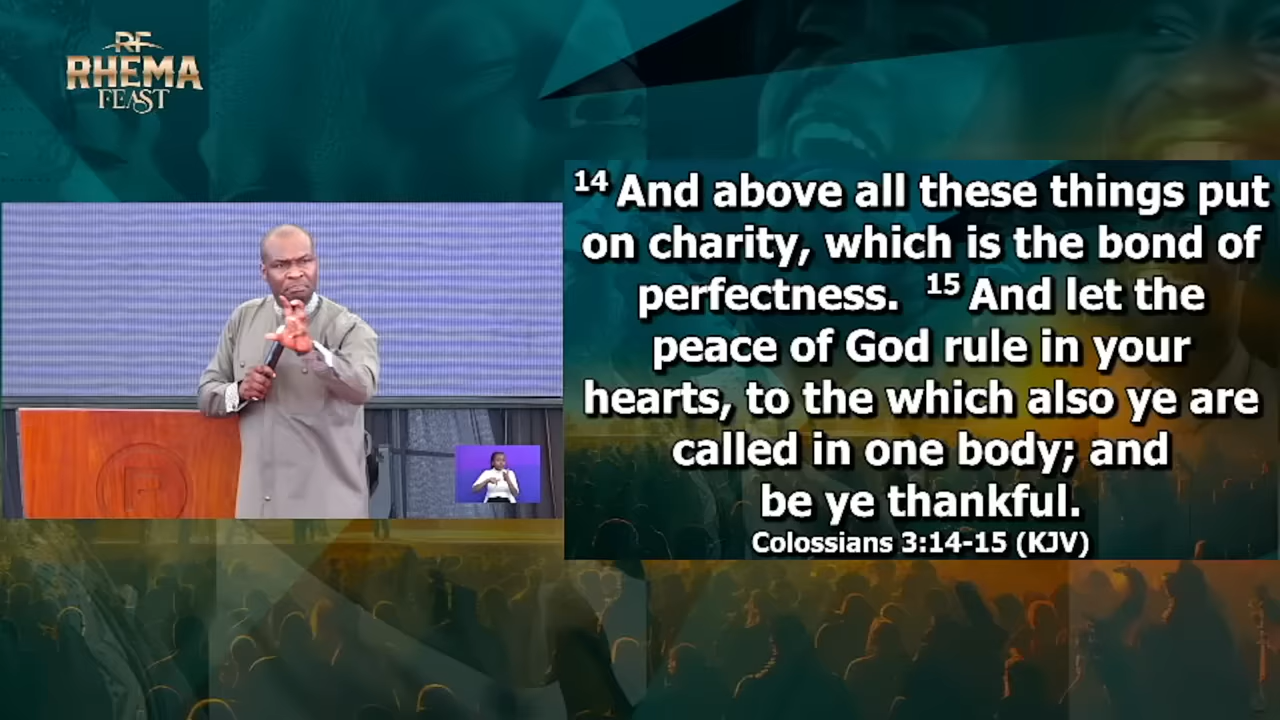 RF
RHEMA
FEAST
14 And above all these things put
on charity, which is the bond of
perfectness. 15 And let the
peace of God rule in your
hearts, to the which also ye are
called in one body; and
be ye thankful.
Colossians 3:14-15 (KJV)